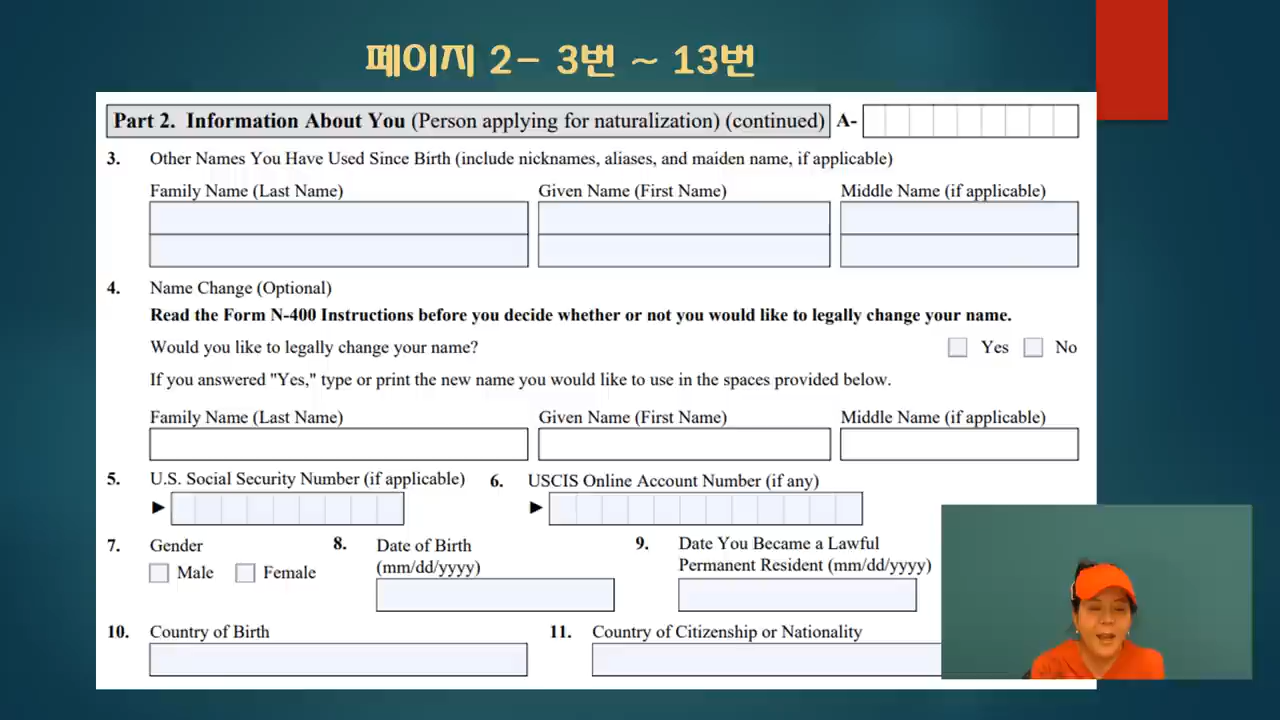 페이지 2- 3번 ~ 13번
Part 2. Information About You (Person applying for naturalization) (continued) A-
3. Other Names You Have Used Since Birth (include nicknames, aliases, and maiden name, if applicable)
Family Name (Last Name) Given Name (First Name) Middle Name (if applicable)
4. Name Change (Optional)
Read the Form N-400 Instructions before you decide whether or not you would like to legally change your name.
Would you like to legally change your name? Yes No
If you answered "Yes," type or print the new name you would like to use in the spaces provided below.
Family Name (Last Name) Given Name (First Name) Middle Name (if applicable)
5. U.S. Social Security Number (if applicable) 6. USCIS Online Account Number (if any)
7. Gender 8. Date of Birth 9. Date You Became a Lawful
(mm/dd/yyyy) Permanent Resident (mm/dd/yyyy)
Male Female
10. Country of Birth 11. Country of Citizenship or Nationality